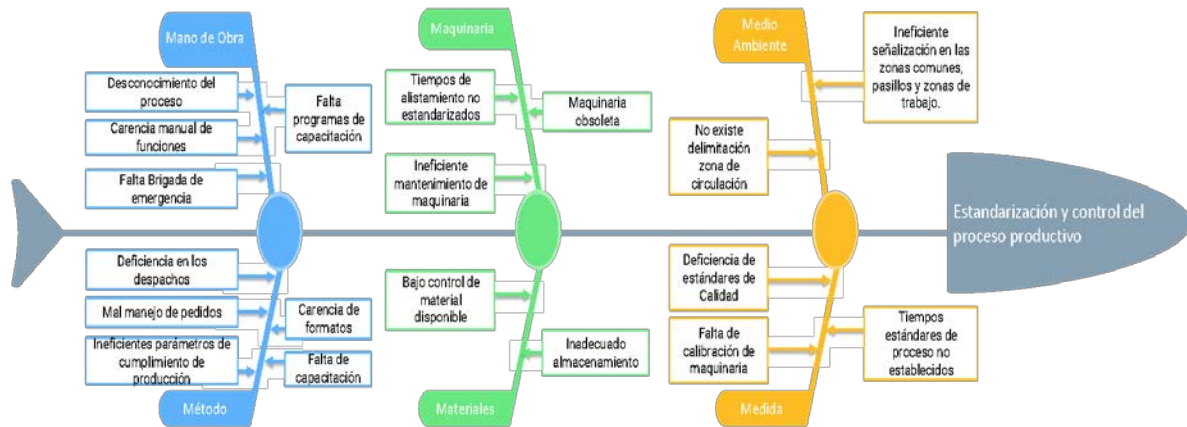 Mano de Obra
Desconocimiento del
proceso
Carencia manual de
funciones
Falta Brigada de
emergencia
Falta
programas de
capacitación
Maquinaria
Tiempos de
alistamiento no
estandarizados
Maquinaria
obsoleta
Ineficiente
mantenimiento de
maquinaria
Medio
Ambiente
Ineficiente
señalización en las
zonas comunes,
pasillos y zonas de
trabajo.
No existe
delimitación zona de
circulación
Estandarización y control del
proceso productivo
Deficiencia en los
despachos
Mal manejo de pedidos
Ineficientes parámetros de
cumplimiento de
producción
Carencia de
formatos
Falta de
capacitación
Método
Bajo control de
material
disponible
Inadecuado
almacenamiento
Materiales
Deficiencia de
estándares de
Calidad
Falta de
calibración de
maquinaria
Tiempos
estándares de
proceso no
establecidos
Medida